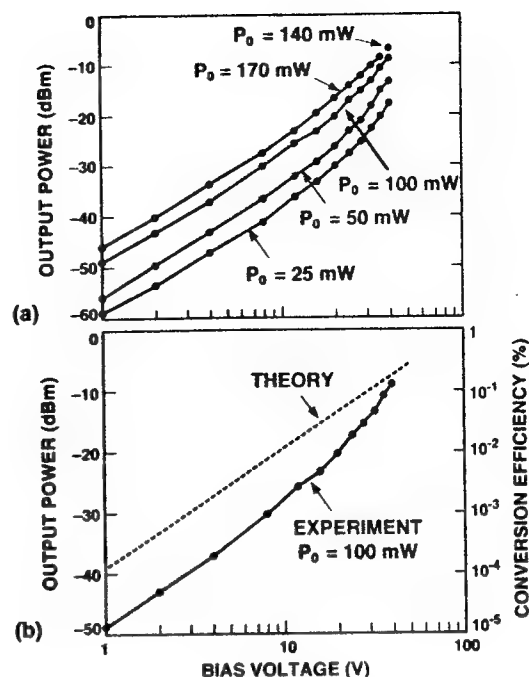 (a)
OUTPUT POWER (dBm)
0
−10
−20
−30
−40
−50
−60
P₀ = 140 mW
P₀ = 170 mW
P₀ = 100 mW
P₀ = 50 mW
P₀ = 25 mW
(b)
OUTPUT POWER (dBm)
0
−10
−20
−30
−40
−50
THEORY
EXPERIMENT
P₀ = 100 mW
1
10⁻¹
10⁻²
10⁻³
10⁻⁴
10⁻⁵
CONVERSION EFFICIENCY (%)
1
10
100
BIAS VOLTAGE (V)